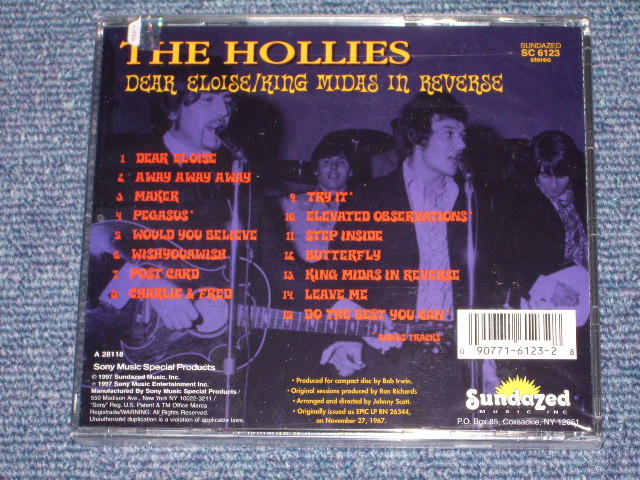 THE HOLLIES
DEAR ELOISE/KING MIDAS IN REVERSE
SUNDAZED
SC 6123
stereo
1. DEAR ELOISE
2. AWAY AWAY AWAY
3. MAKER
4. PEGASUS*
5. WOULD YOU BELIEVE
6. WISHYOUAWISH
7. POST CARD
8. CHARLIE & FRED
9. TRY IT*
10. ELEVATED OBSERVATIONS*
11. STEP INSIDE
12. BUTTERFLY
13. KING MIDAS IN REVERSE
14. LEAVE ME
15. DO THE BEST YOU CAN*
* BONUS TRACKS
0 90771-6123-2 8
A 28118
Sony Music Special Products
℗ 1997 Sundazed Music, Inc.
℗ 1997 Sony Music Entertainment Inc.
Manufactured By Sony Music Special Products /
550 Madison Ave., New York NY 10022-3211 /
"Sony" Reg. U.S. Patent & TM Office Marca
Registrada/WARNING: All Rights Reserved.
Unauthorized duplication is a violation of applicable laws.
• Produced for compact disc by Bob Irwin.
• Original sessions produced by Ron Richards
• Arranged and directed by Johnny Scott.
• Originally issued as EPIC LP BN 26344,
on November 27, 1967.
Sundazed
MUSIC INC
P.O. Box 85, Coxsackie, NY 12051